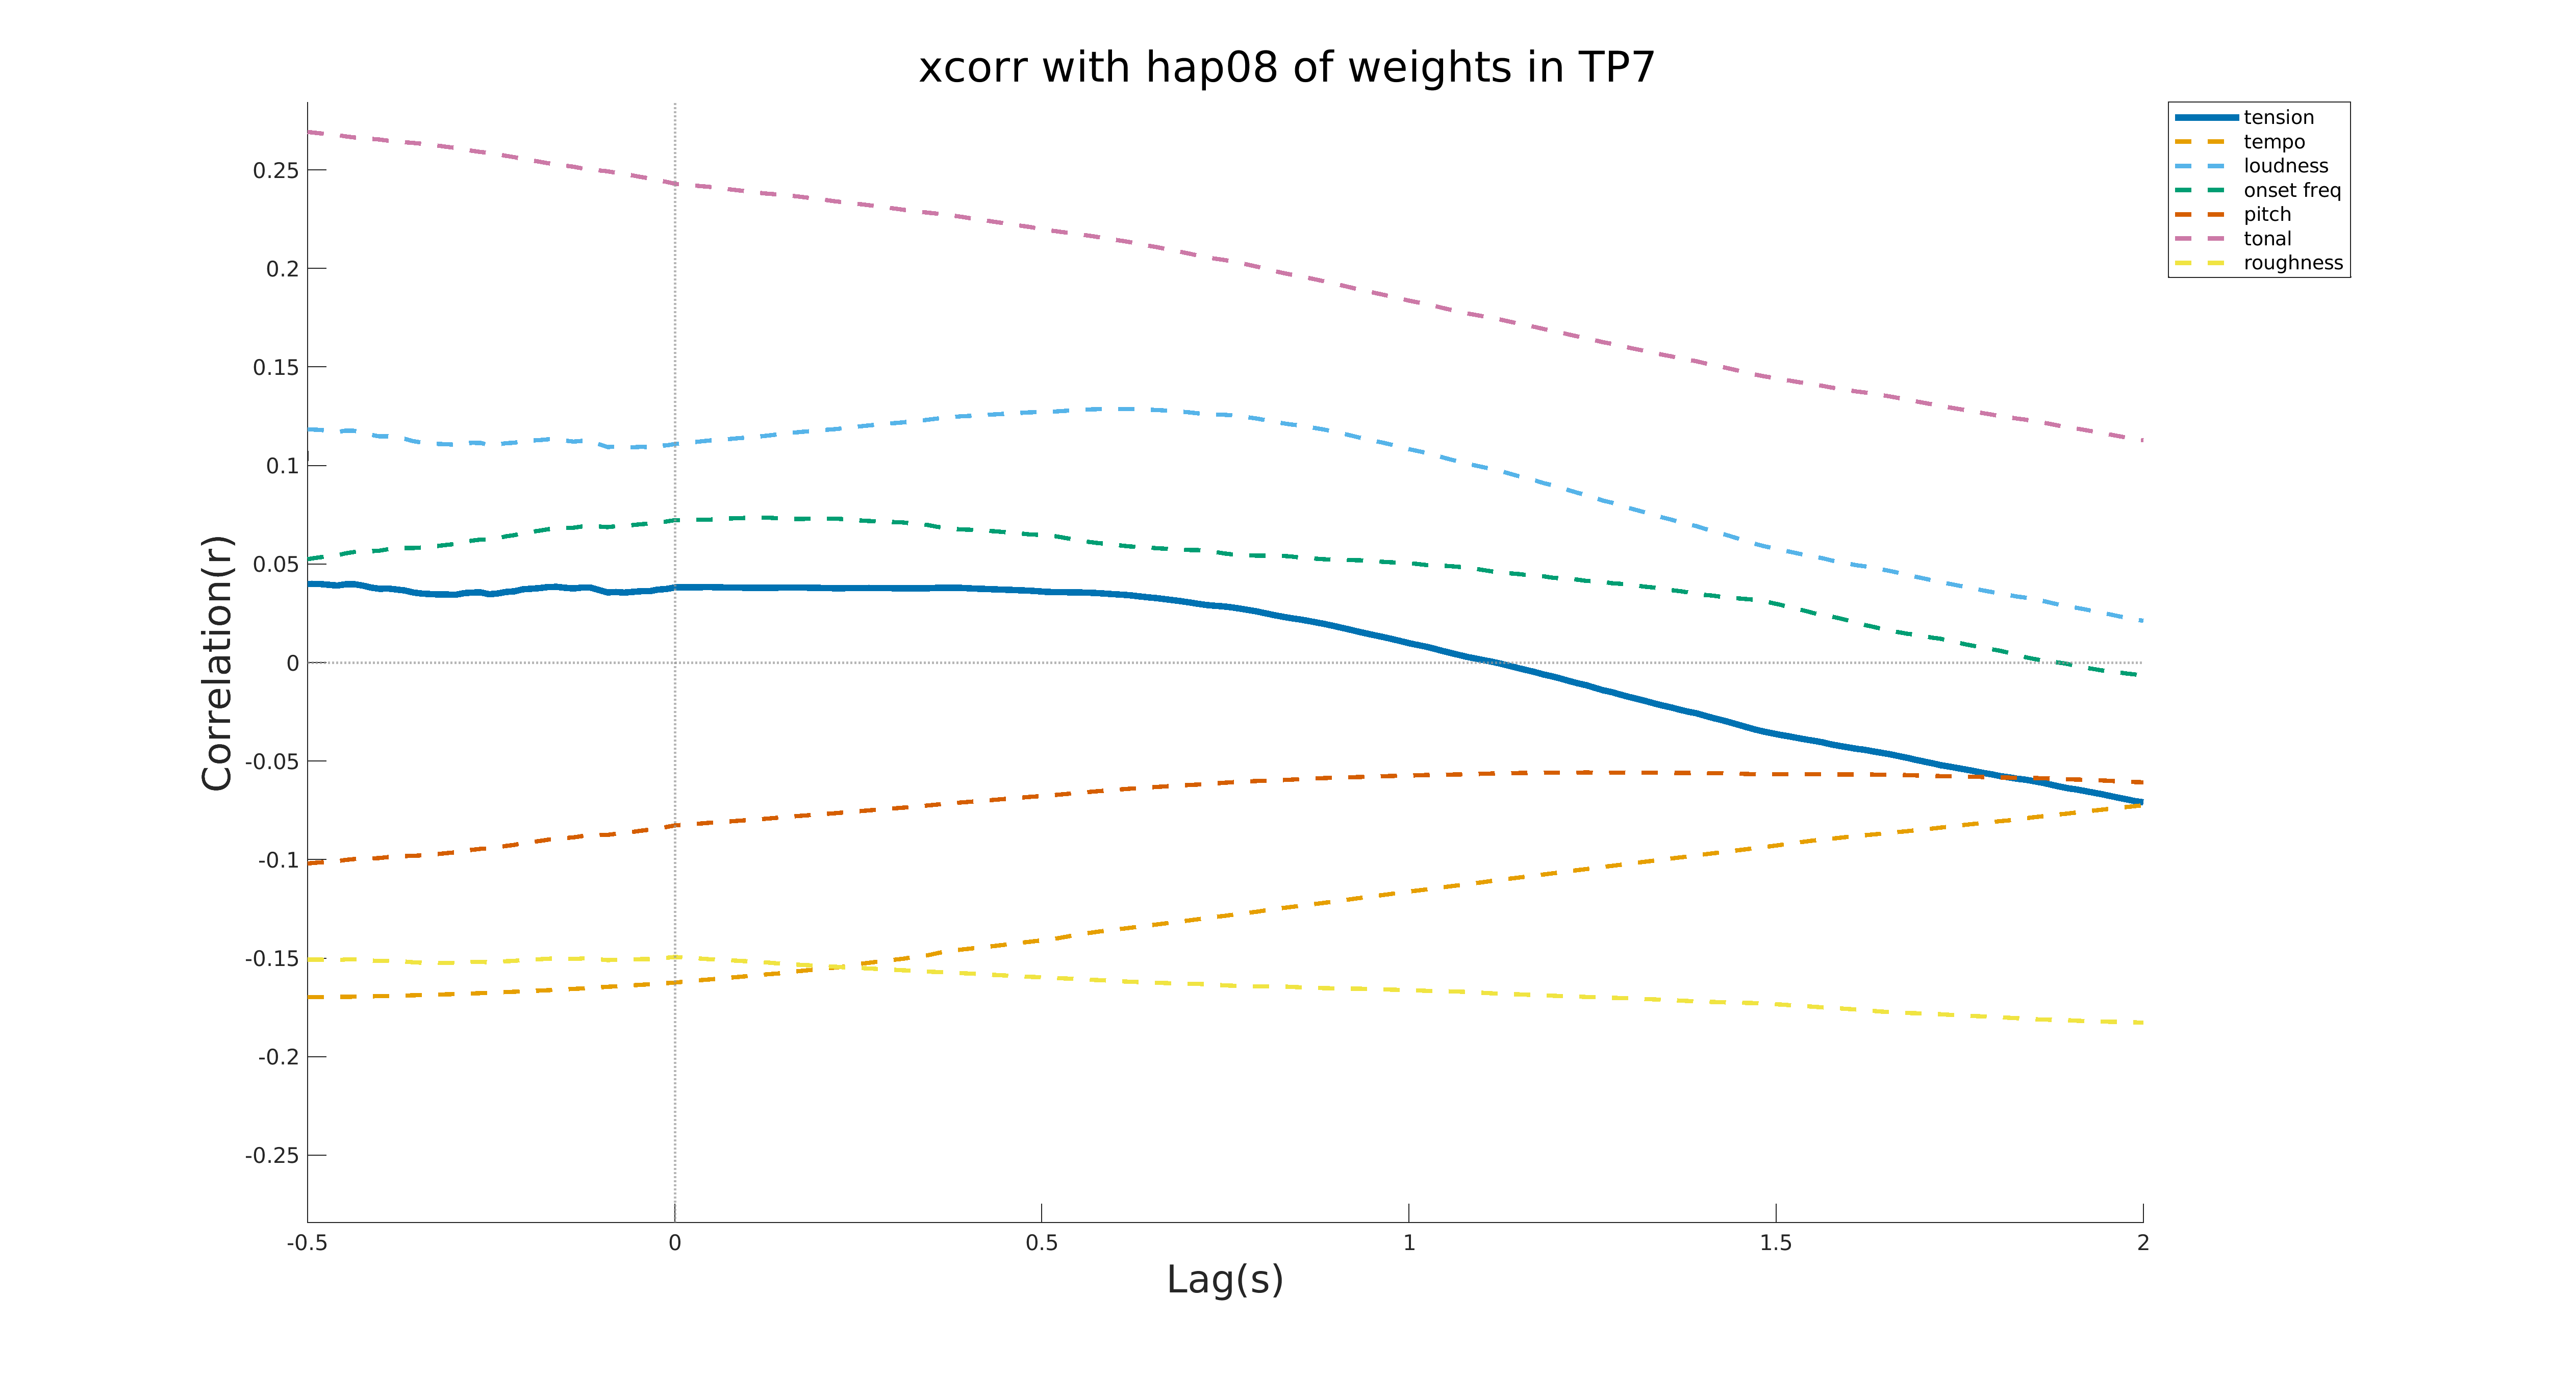 xcorr with hap08 of weights in TP7
tension
tempo
loudness
onset freq
pitch
tonal
roughness
Correlation(r)
0.25
0.2
0.15
0.1
0.05
0
-0.05
-0.1
-0.15
-0.2
-0.25
-0.5
0
0.5
1
1.5
2
Lag(s)